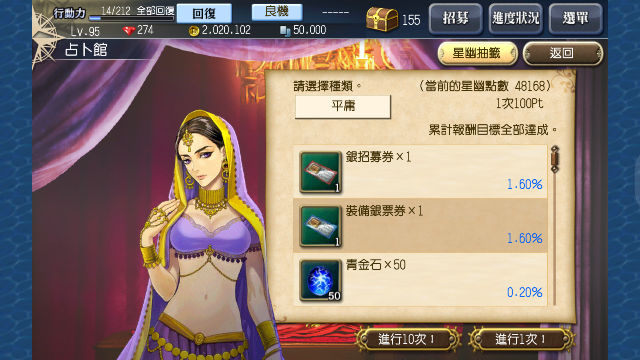 行動力 14/212 全部回復 回復 良機 ----- 155 招募 進度狀況 選單
Lv.95 274 2.020.102 50.000
占卜館 星幽抽籤 返回
請選擇種類。 (當前的星幽點數 48168)
平庸 1次100Pt
累計報酬目標全部達成。
銀招募券×1
1
1.60%
裝備銀票券×1
1
1.60%
青金石×50
50
0.20%
進行10次! 進行1次!